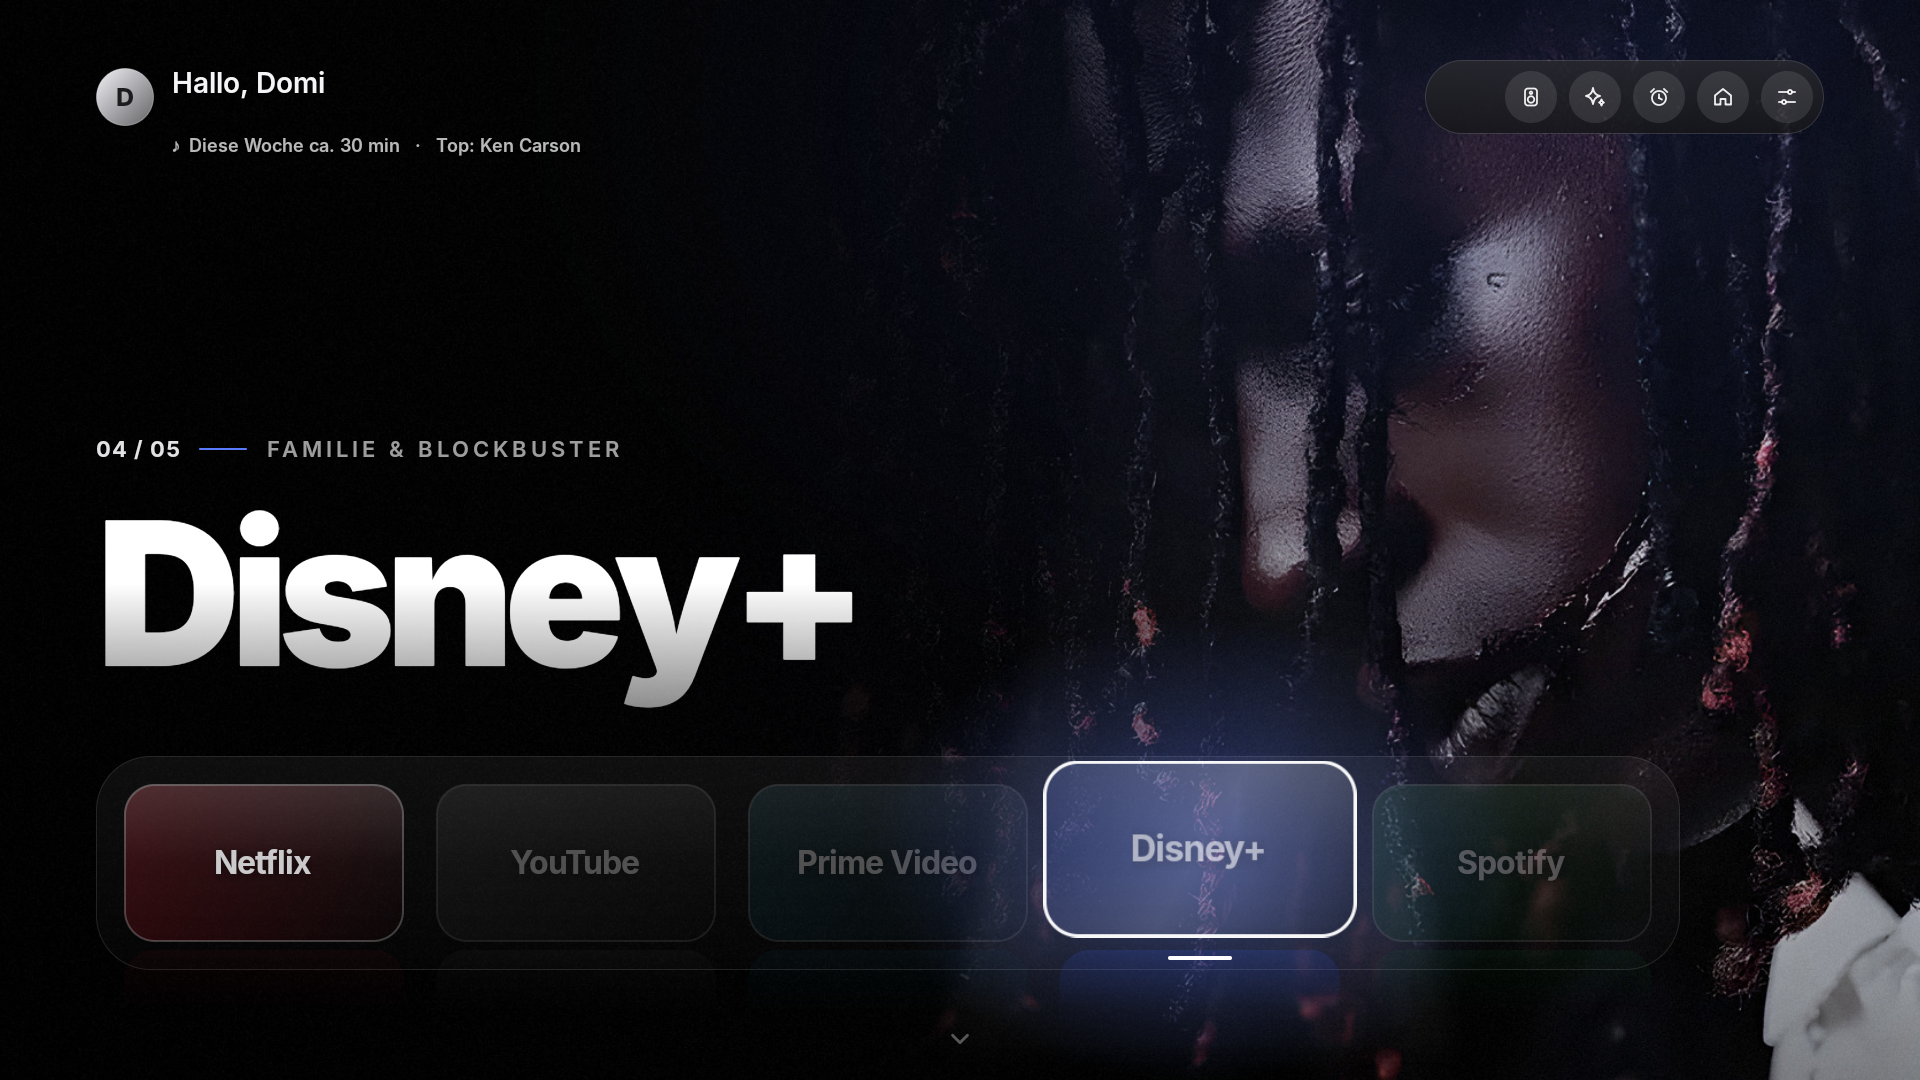 D
Hallo, Domi
♪ Diese Woche ca. 30 min · Top: Ken Carson
04 / 05 FAMILIE & BLOCKBUSTER
Disney+
Netflix
YouTube
Prime Video
Disney+
Spotify